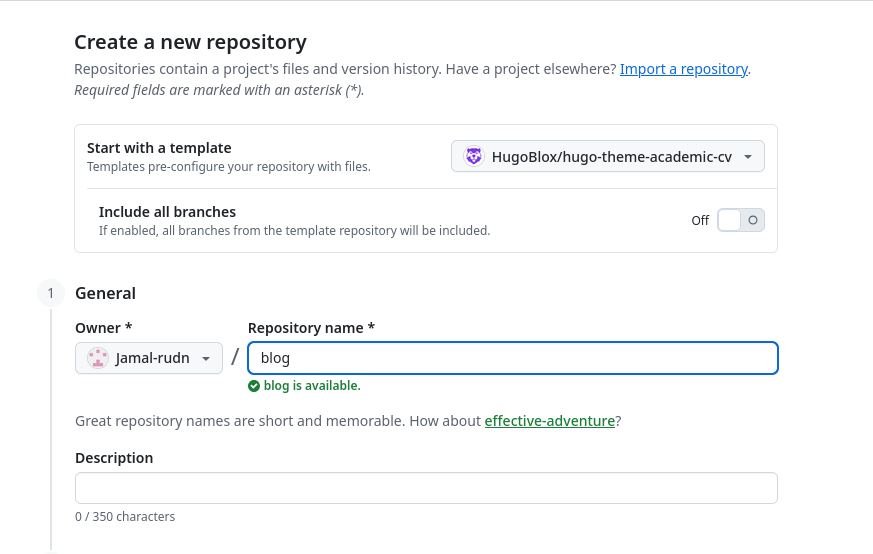 Create a new repository
Repositories contain a project's files and version history. Have a project elsewhere? Import a repository.
Required fields are marked with an asterisk (*).
Start with a template
Templates pre-configure your repository with files.
HugoBlox/hugo-theme-academic-cv
Include all branches
If enabled, all branches from the template repository will be included.
Off
1 General
Owner *
Repository name *
Jamal-rudn / blog
blog is available.
Great repository names are short and memorable. How about effective-adventure?
Description
0 / 350 characters